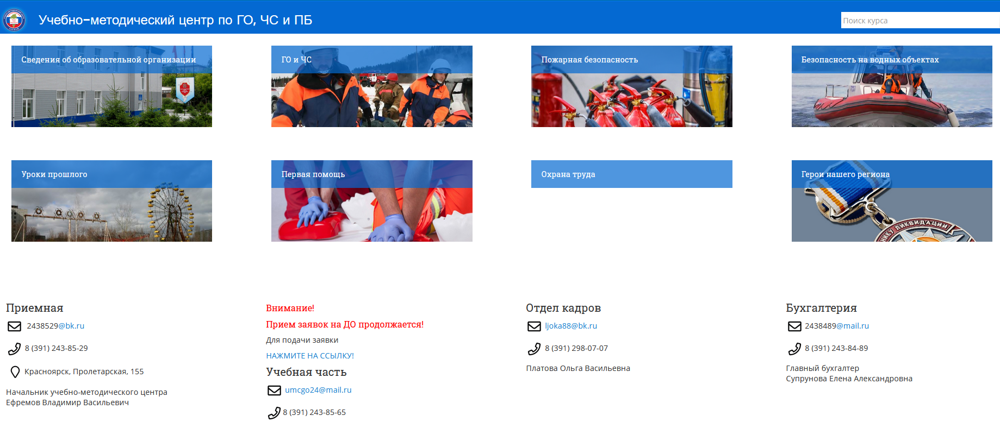 Учебно-методический центр по ГО, ЧС и ПБ
Поиск курса
Сведения об образовательной организации
ГО и ЧС
Пожарная безопасность
Безопасность на водных объектах
Уроки прошлого
Первая помощь
Охрана труда
Герои нашего региона
ЛИКВИДАЦИИ
Приемная
2438529@bk.ru
8 (391) 243-85-29
Красноярск, Пролетарская, 155
Начальник учебно-методического центра
Ефремов Владимир Васильевич
Внимание!
Прием заявок на ДО продолжается!
Для подачи заявки
НАЖМИТЕ НА ССЫЛКУ!
Учебная часть
umcgo24@mail.ru
8 (391) 243-85-65
Отдел кадров
ljoka88@bk.ru
8 (391) 298-07-07
Платова Ольга Васильевна
Бухгалтерия
2438489@mail.ru
8 (391) 243-84-89
Главный бухгалтер
Супрунова Елена Александровна